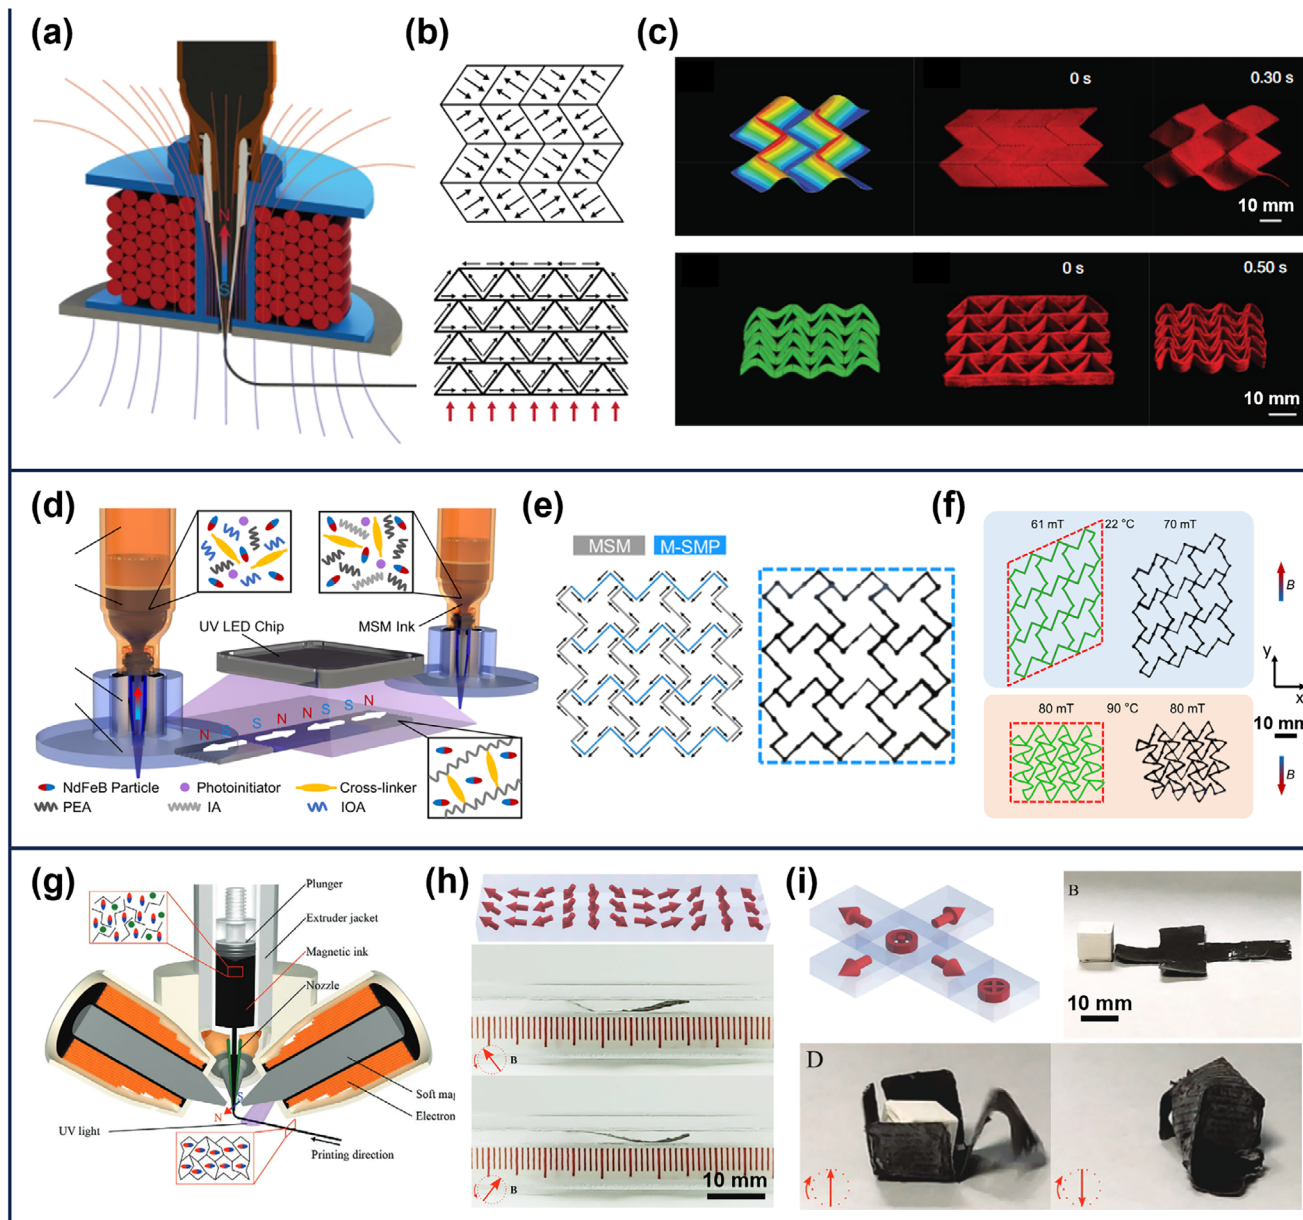 (a)
(b)
(c)
N
S
0 s
0.30 s
10 mm
0 s
0.50 s
10 mm
(d)
(e)
(f)
UV LED Chip
MSM Ink
N S S N N S S N
NdFeB Particle Photoinitiator Cross-linker
PEA IA IOA
MSM M-SMP
61 mT 22 °C 70 mT
B
y
x
80 mT 90 °C 80 mT
10 mm
B
(g)
(h)
(i)
Plunger
Extruder jacket
Magnetic ink
Nozzle
Soft mag
Electron
S
N
UV light
Printing direction
B
B
10 mm
B
10 mm
D